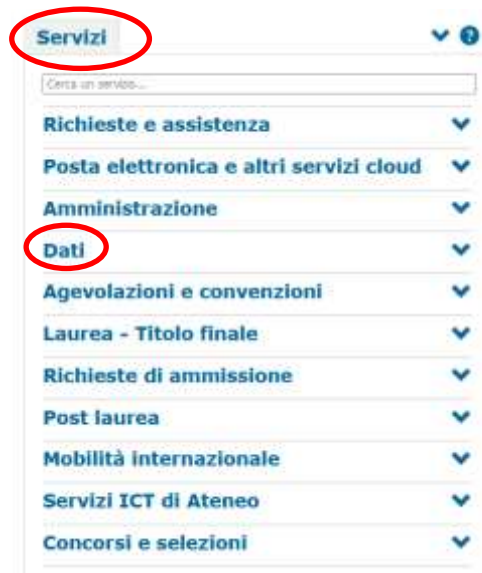 Servizi
Cerca un servizio...
Richieste e assistenza
Posta elettronica e altri servizi cloud
Amministrazione
Dati
Agevolazioni e convenzioni
Laurea - Titolo finale
Richieste di ammissione
Post laurea
Mobilità internazionale
Servizi ICT di Ateneo
Concorsi e selezioni